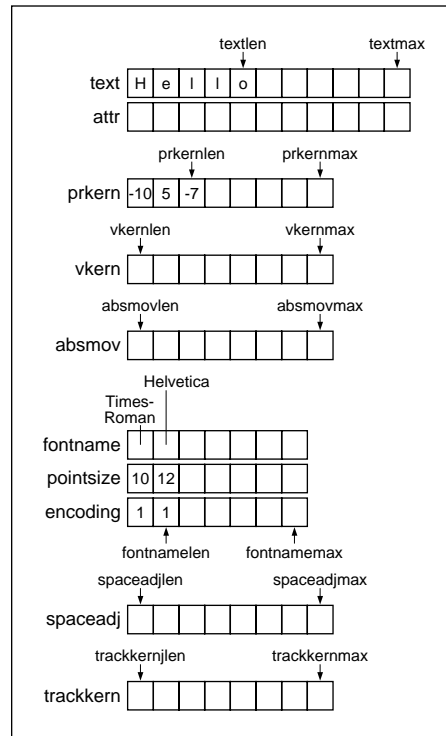 textlen textmax
text H e l l o
attr
prkernlen prkernmax
prkern -10 5 -7
vkernlen vkernmax
vkern
absmovlen absmovmax
absmov
Helvetica
Times-
Roman
fontname
pointsize 10 12
encoding 1 1
fontnamelen fontnamemax
spaceadjlen spaceadjmax
spaceadj
trackkernjlen trackkernmax
trackkern